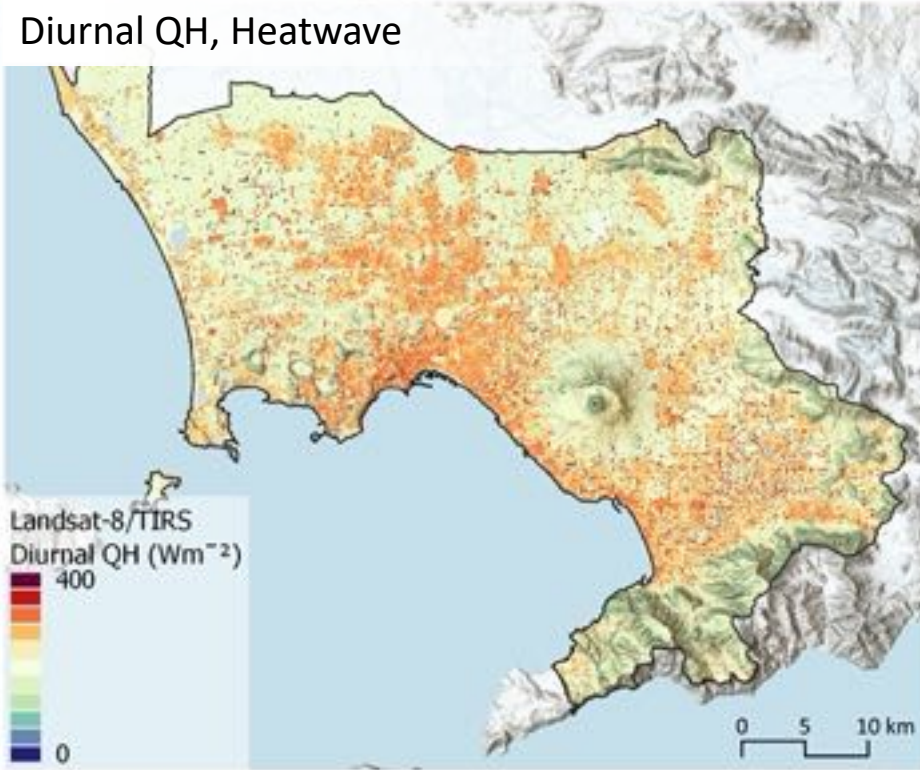 Diurnal QH, Heatwave
Landsat-8/TIRS
Diurnal QH (Wm⁻²)
400
0
0 5 10 km